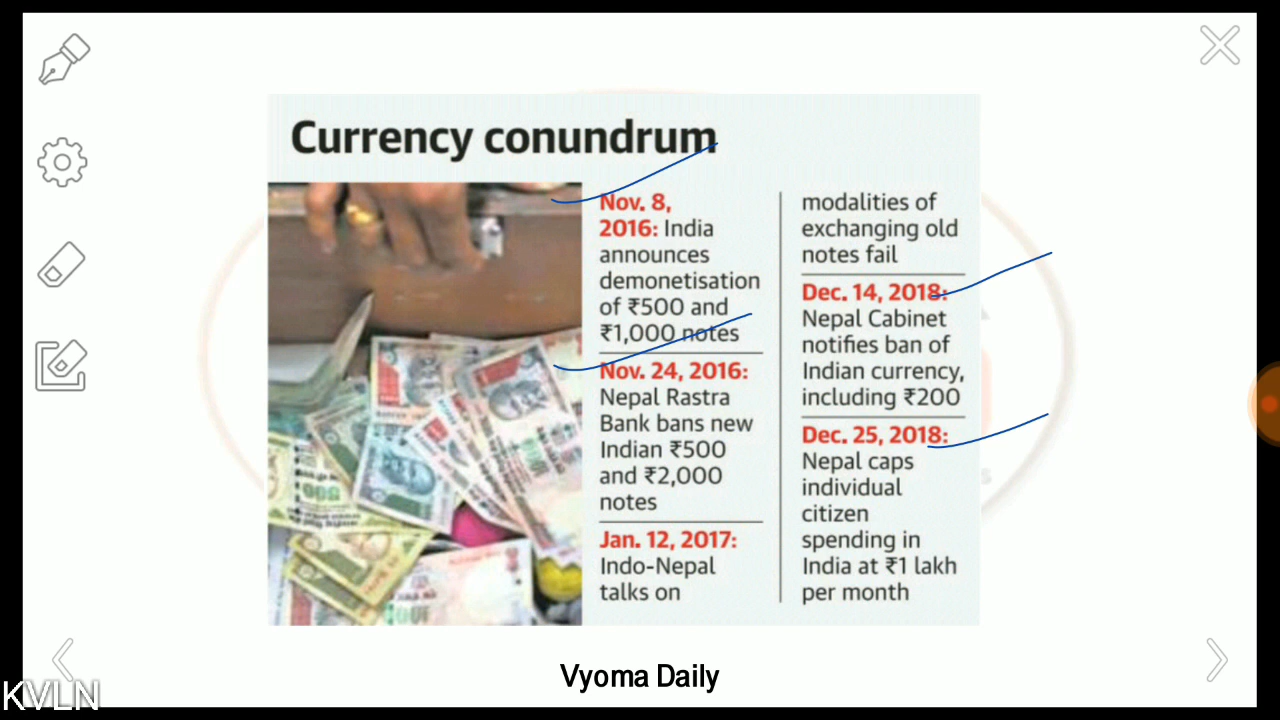 Currency conundrum
Nov. 8,
2016: India
announces
demonetisation
of ₹500 and
₹1,000 notes
Nov. 24, 2016:
Nepal Rastra
Bank bans new
Indian ₹500
and ₹2,000
notes
Jan. 12, 2017:
Indo-Nepal
talks on
modalities of
exchanging old
notes fail
Dec. 14, 2018:
Nepal Cabinet
notifies ban of
Indian currency,
including ₹200
Dec. 25, 2018:
Nepal caps
individual
citizen
spending in
India at ₹1 lakh
per month
Vyoma Daily
KVLN